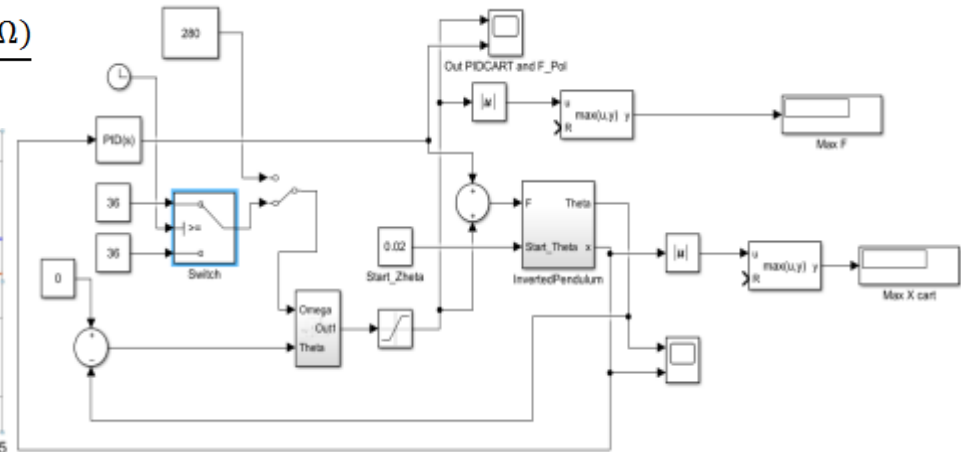 Ω)
280
Out PIDCART and F_Pol
|u|
u
max(u,y) y
R
Max F
PID(s)
36
>=
36
Switch
0
+
−
Omega
Out1
Theta
0.02
Start_Zheta
+
+
F
Theta
Start_Theta x
InvertedPendulum
|u|
u
max(u,y) y
R
Max X cart
5